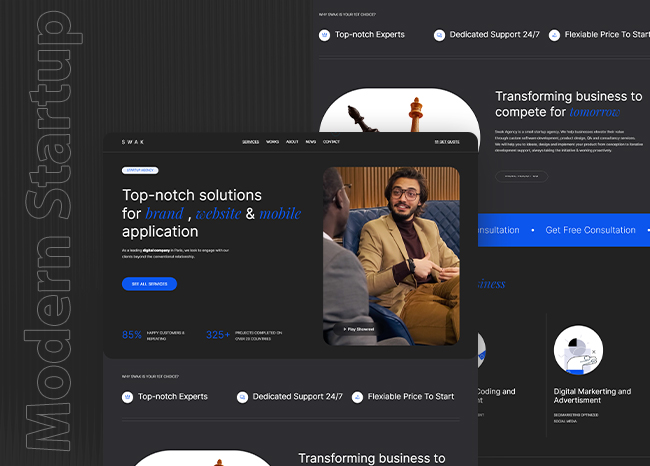 Modern Startup
WHY SWAK IS YOUR 1ST CHOICE?
Top-notch Experts
Dedicated Support 24/7
Flexiable Price To Start
Transforming business to
compete for tomorrow
Swak Agency is a small startup agency. We help businesses elevate their value
through custom software development, product design, QA and consultancy services.
We will help you to ideate, design and implement your product from conception to iterative
development support, always taking the initiative & working proactively.
nsultation • Get Free Consultation •
siness
Coding and
nt
Digital Marketing and
Advertisment
SEO/MARKETING OPTIMIZED
SOCIAL MEDIA
SWAK
SERVICES
WORKS
ABOUT
NEWS
CONTACT
GET QUOTE
STARTUP AGENCY
Top-notch solutions
for brand , website & mobile
application
As a leading digital company in Paris, we look to engage with our
clients beyond the conventional relationship.
SEE ALL SERVICES
Play Showreel
85%
HAPPY CUSTOMERS &
REPEATING
325+
PROJECTS COMPLETED ON
OVER 20 COUNTRIES
WHY SWAK IS YOUR 1ST CHOICE?
Top-notch Experts
Dedicated Support 24/7
Flexiable Price To Start
Transforming business to